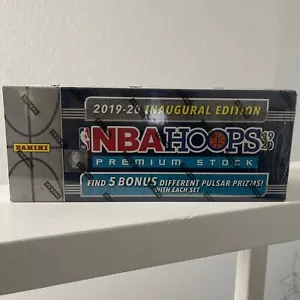 2019-20 INAUGURAL EDITION
PANINI
NBA HOOPS 19 20
PREMIUM STOCK
FIND 5 BONUS DIFFERENT PULSAR PRIZMS!
WITH EACH SET